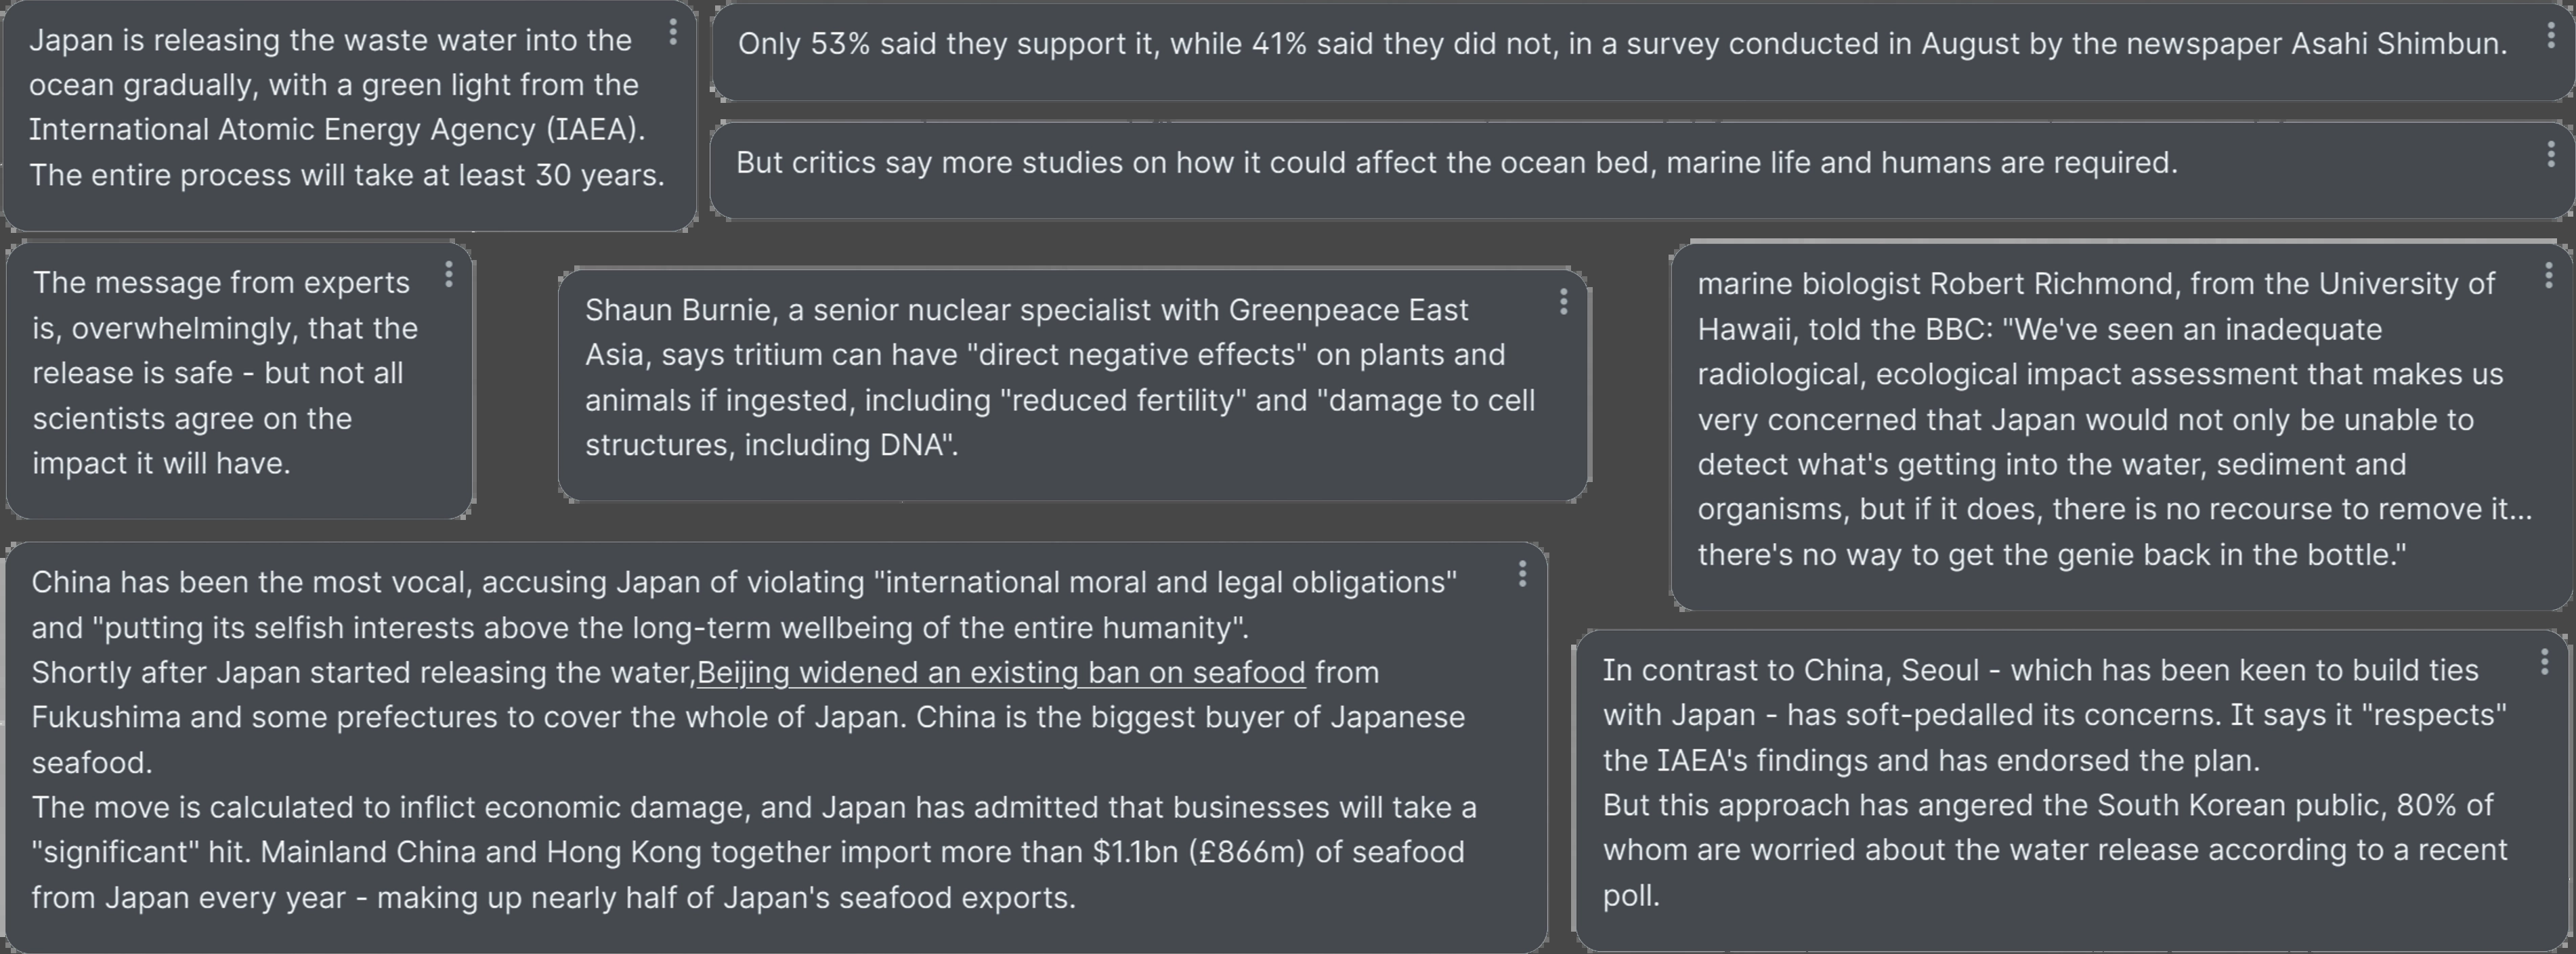 Japan is releasing the waste water into the
ocean gradually, with a green light from the
International Atomic Energy Agency (IAEA).
The entire process will take at least 30 years.
Only 53% said they support it, while 41% said they did not, in a survey conducted in August by the newspaper Asahi Shimbun.
But critics say more studies on how it could affect the ocean bed, marine life and humans are required.
The message from experts
is, overwhelmingly, that the
release is safe - but not all
scientists agree on the
impact it will have.
Shaun Burnie, a senior nuclear specialist with Greenpeace East
Asia, says tritium can have "direct negative effects" on plants and
animals if ingested, including "reduced fertility" and "damage to cell
structures, including DNA".
marine biologist Robert Richmond, from the University of
Hawaii, told the BBC: "We've seen an inadequate
radiological, ecological impact assessment that makes us
very concerned that Japan would not only be unable to
detect what's getting into the water, sediment and
organisms, but if it does, there is no recourse to remove it...
there's no way to get the genie back in the bottle."
China has been the most vocal, accusing Japan of violating "international moral and legal obligations"
and "putting its selfish interests above the long-term wellbeing of the entire humanity".
Shortly after Japan started releasing the water,Beijing widened an existing ban on seafood from
Fukushima and some prefectures to cover the whole of Japan. China is the biggest buyer of Japanese
seafood.
The move is calculated to inflict economic damage, and Japan has admitted that businesses will take a
"significant" hit. Mainland China and Hong Kong together import more than $1.1bn (£866m) of seafood
from Japan every year - making up nearly half of Japan's seafood exports.
In contrast to China, Seoul - which has been keen to build ties
with Japan - has soft-pedalled its concerns. It says it "respects"
the IAEA's findings and has endorsed the plan.
But this approach has angered the South Korean public, 80% of
whom are worried about the water release according to a recent
poll.